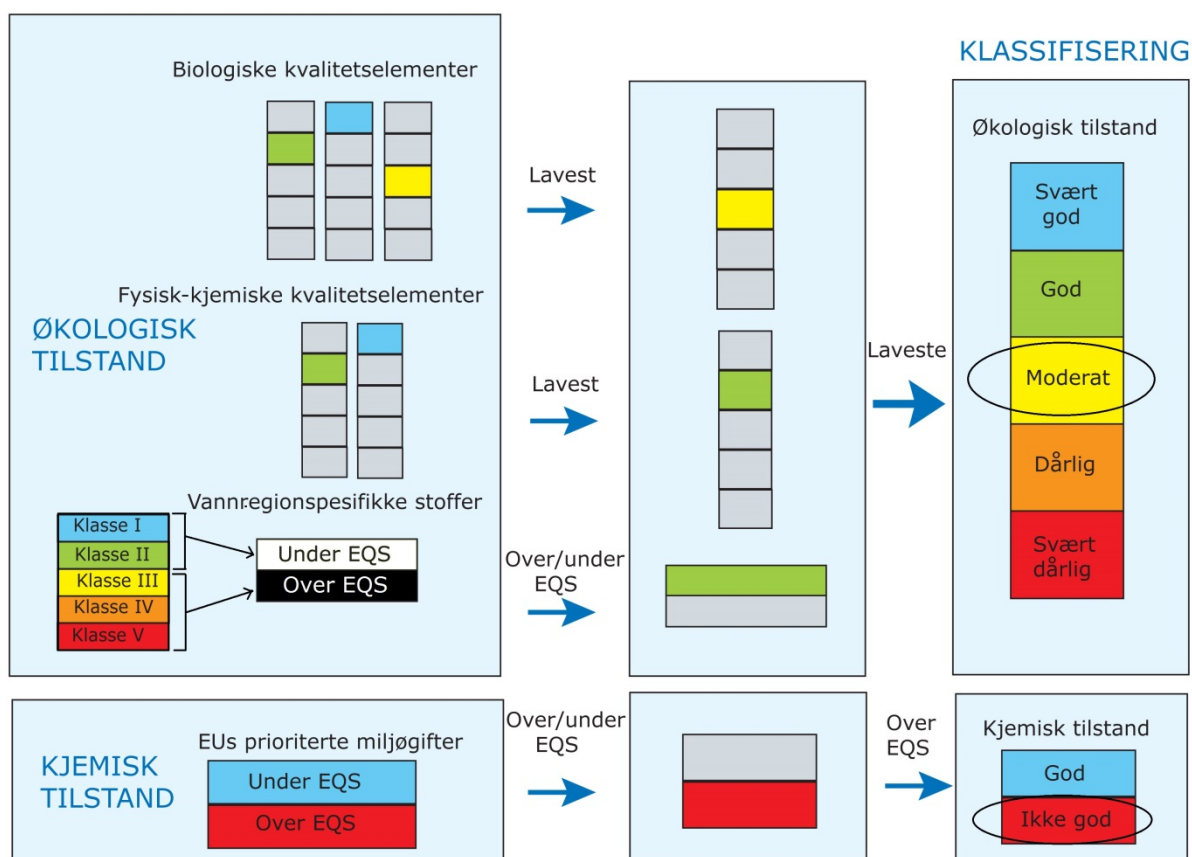 KLASSIFISERING
Biologiske kvalitetselementer
Lavest
Økologisk tilstand
Svært
god
God
Moderat
Dårlig
Svært
dårlig
Fysisk-kjemiske kvalitetselementer
ØKOLOGISK
TILSTAND
Lavest
Laveste
Vannregionspesifikke stoffer
Klasse I
Klasse II
Klasse III
Klasse IV
Klasse V
Under EQS
Over EQS
Over/under
EQS
KJEMISK
TILSTAND
EUs prioriterte miljøgifter
Under EQS
Over EQS
Over/under
EQS
Over
EQS
Kjemisk tilstand
God
Ikke god